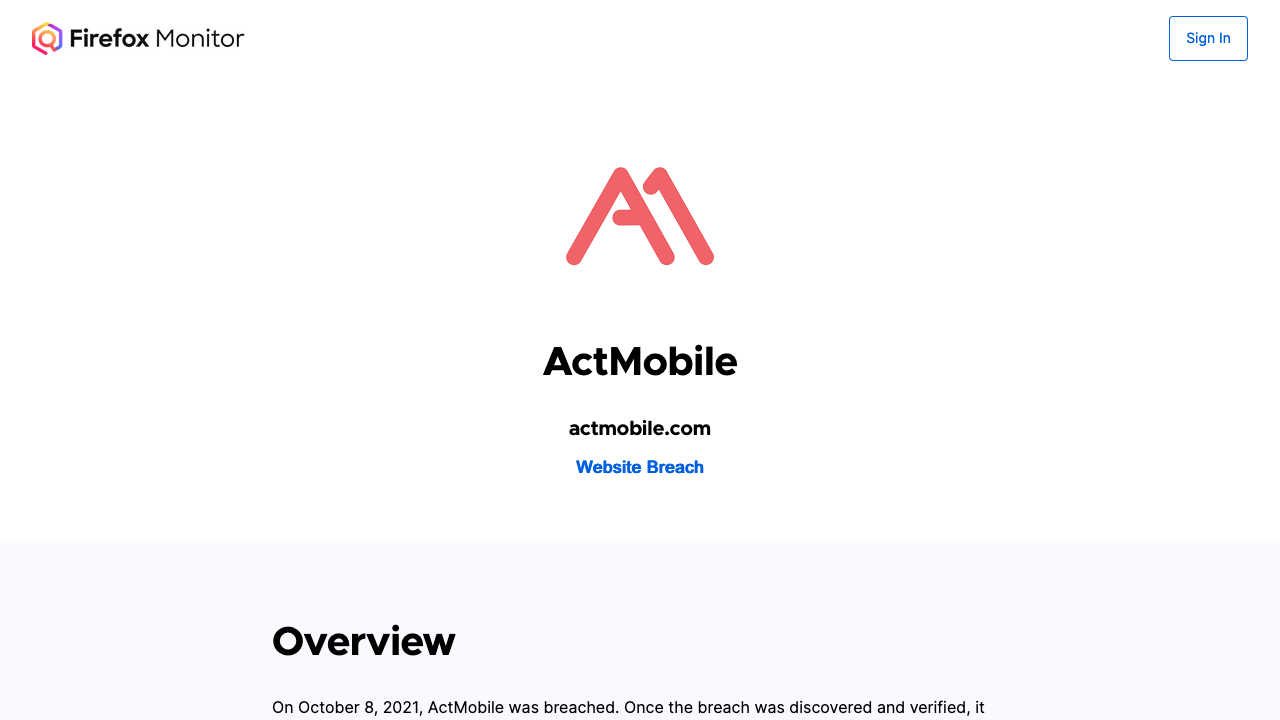 Firefox Monitor
Sign In
ActMobile
actmobile.com
Website Breach
Overview
On October 8, 2021, ActMobile was breached. Once the breach was discovered and verified, it